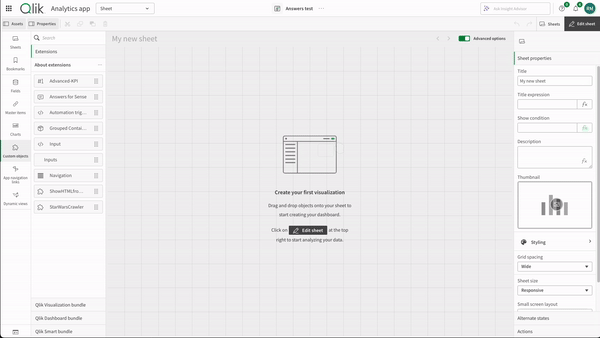 Qlik
Analytics app
Sheet
Answers test
Ask Insight Advisor
RM
Assets
Properties
Sheets
Edit sheet
Sheets
Bookmarks
Fields
Master items
Charts
Custom objects
App navigation links
Dynamic views
Search
Extensions
About extensions
Advanced KPI
Answers for Sense
Automation trig...
Grouped Contai...
Input
Inputs
Navigation
StarWarsCrawler
Qlik Visualization bundle
Qlik Dashboard bundle
Qlik Smart bundle
My new sheet
Advanced options
Create your first visualization
Drag and drop objects onto your sheet to
start creating your dashboard.
Click on Edit sheet at the top
right to start analyzing your data.
Sheet properties
Title
My new sheet
Title expression
fx
Show condition
fx
Description
fx
Thumbnail
Styling
Grid spacing
Wide
Sheet size
Responsive
Small screen layout
Alternate states
Actions